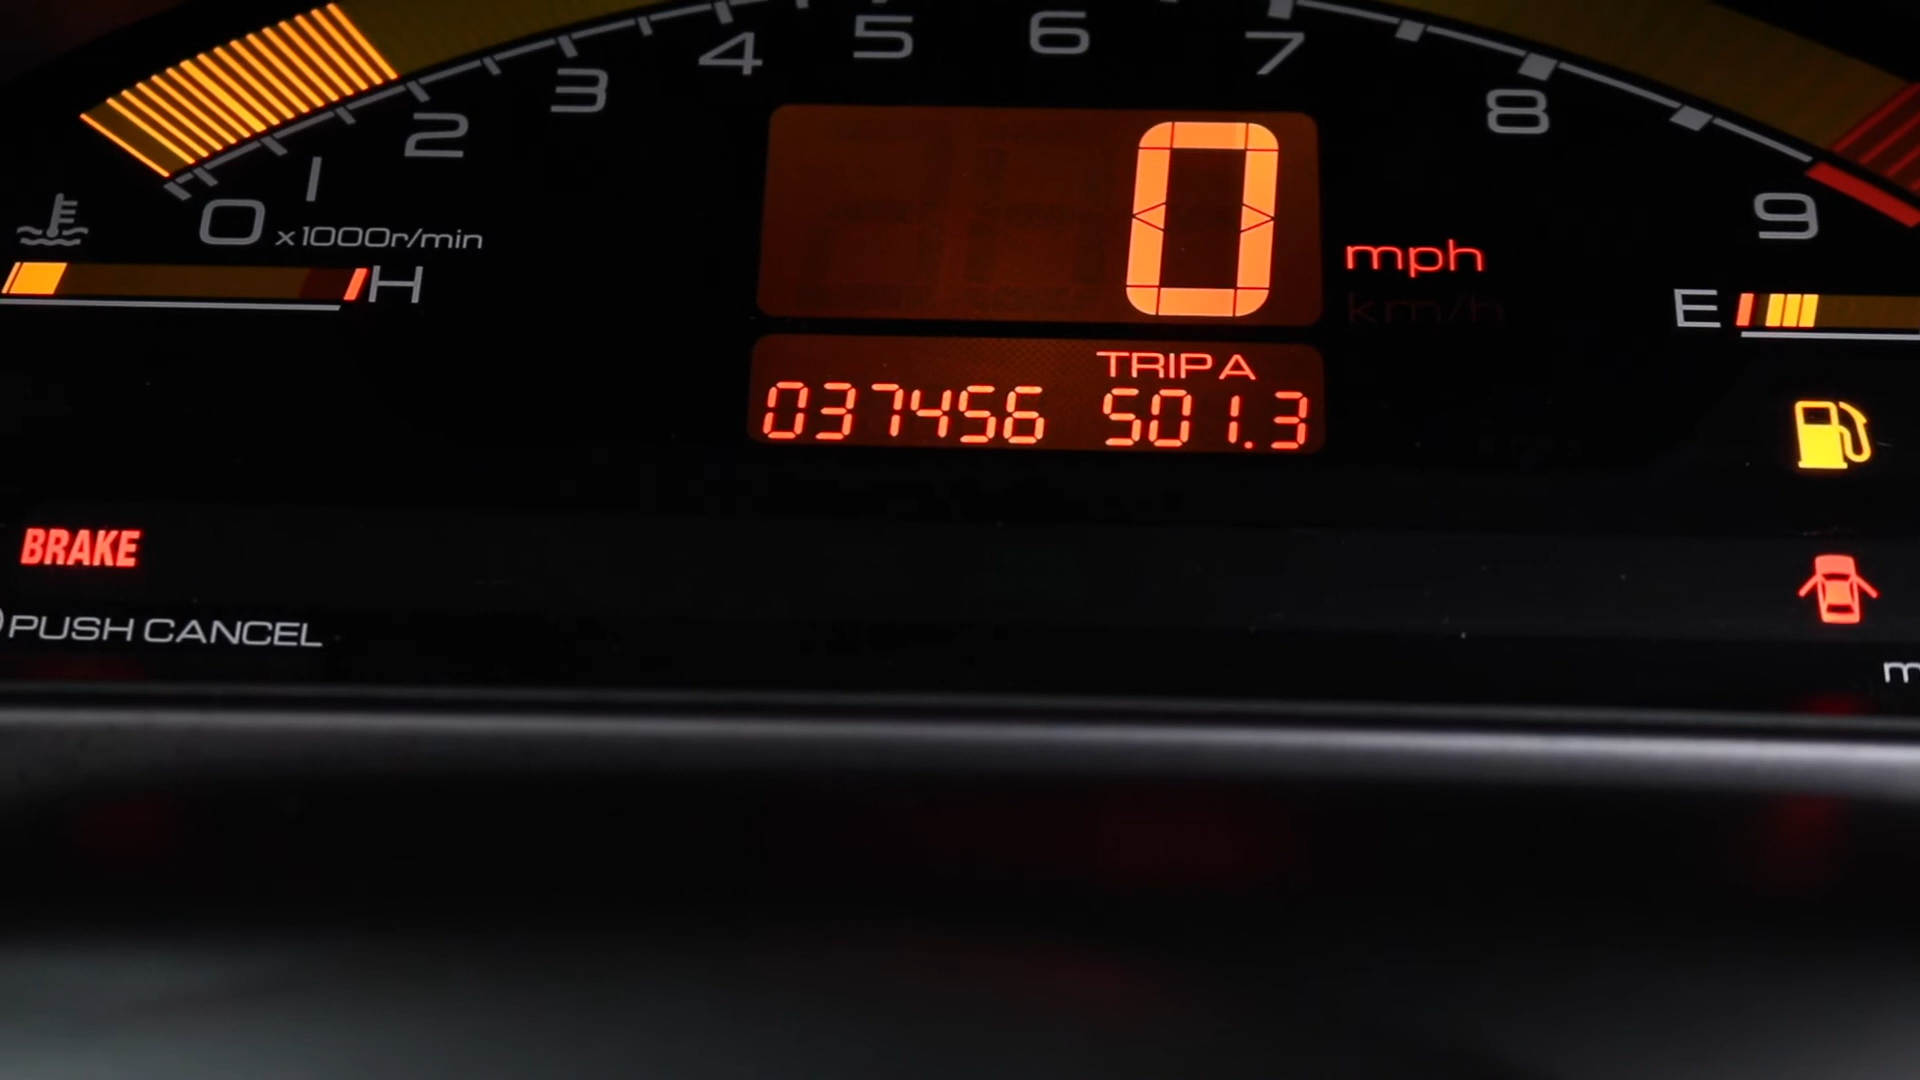 4 5 6 7
3 8
2
1
0 x1000r/min 9
0
mph
km/h
H
E
TRIP A
037456 501.3
BRAKE
PUSH CANCEL